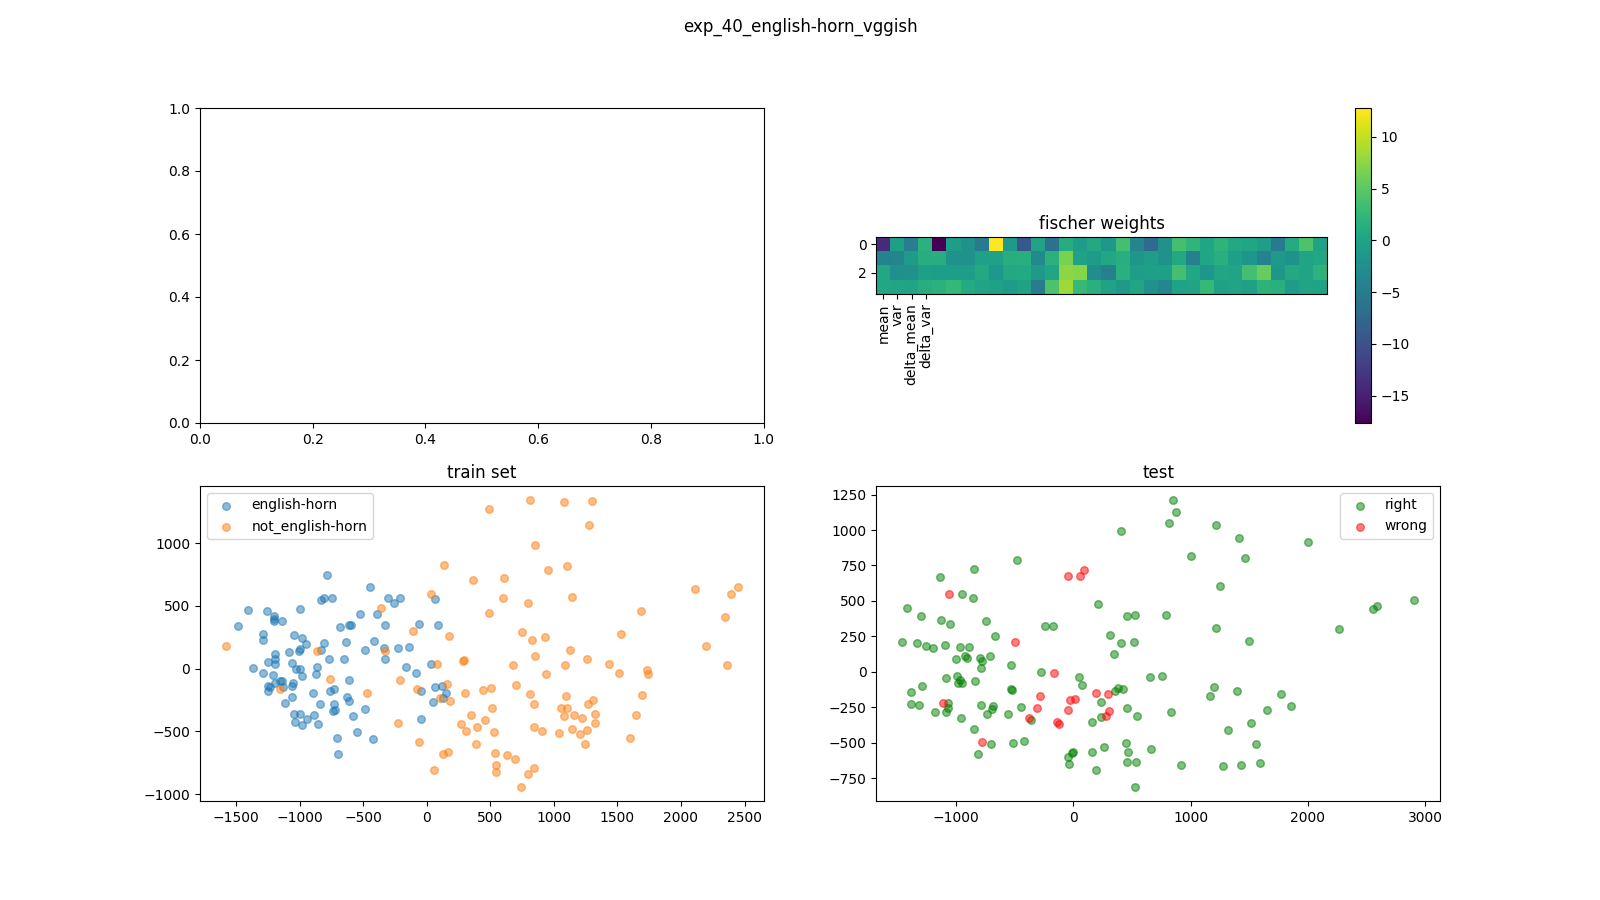 exp_40_english-horn_vggish
1.0
0.8
0.6
0.4
0.2
0.0
0.0 0.2 0.4 0.6 0.8 1.0
fischer weights
0
2
mean
var
delta_mean
delta_var
10
5
0
−5
−10
−15
train set
english-horn
not_english-horn
1000
500
0
−500
−1000
−1500 −1000 −500 0 500 1000 1500 2000 2500
test
right
wrong
1250
1000
750
500
250
0
−250
−500
−750
−1000 0 1000 2000 3000